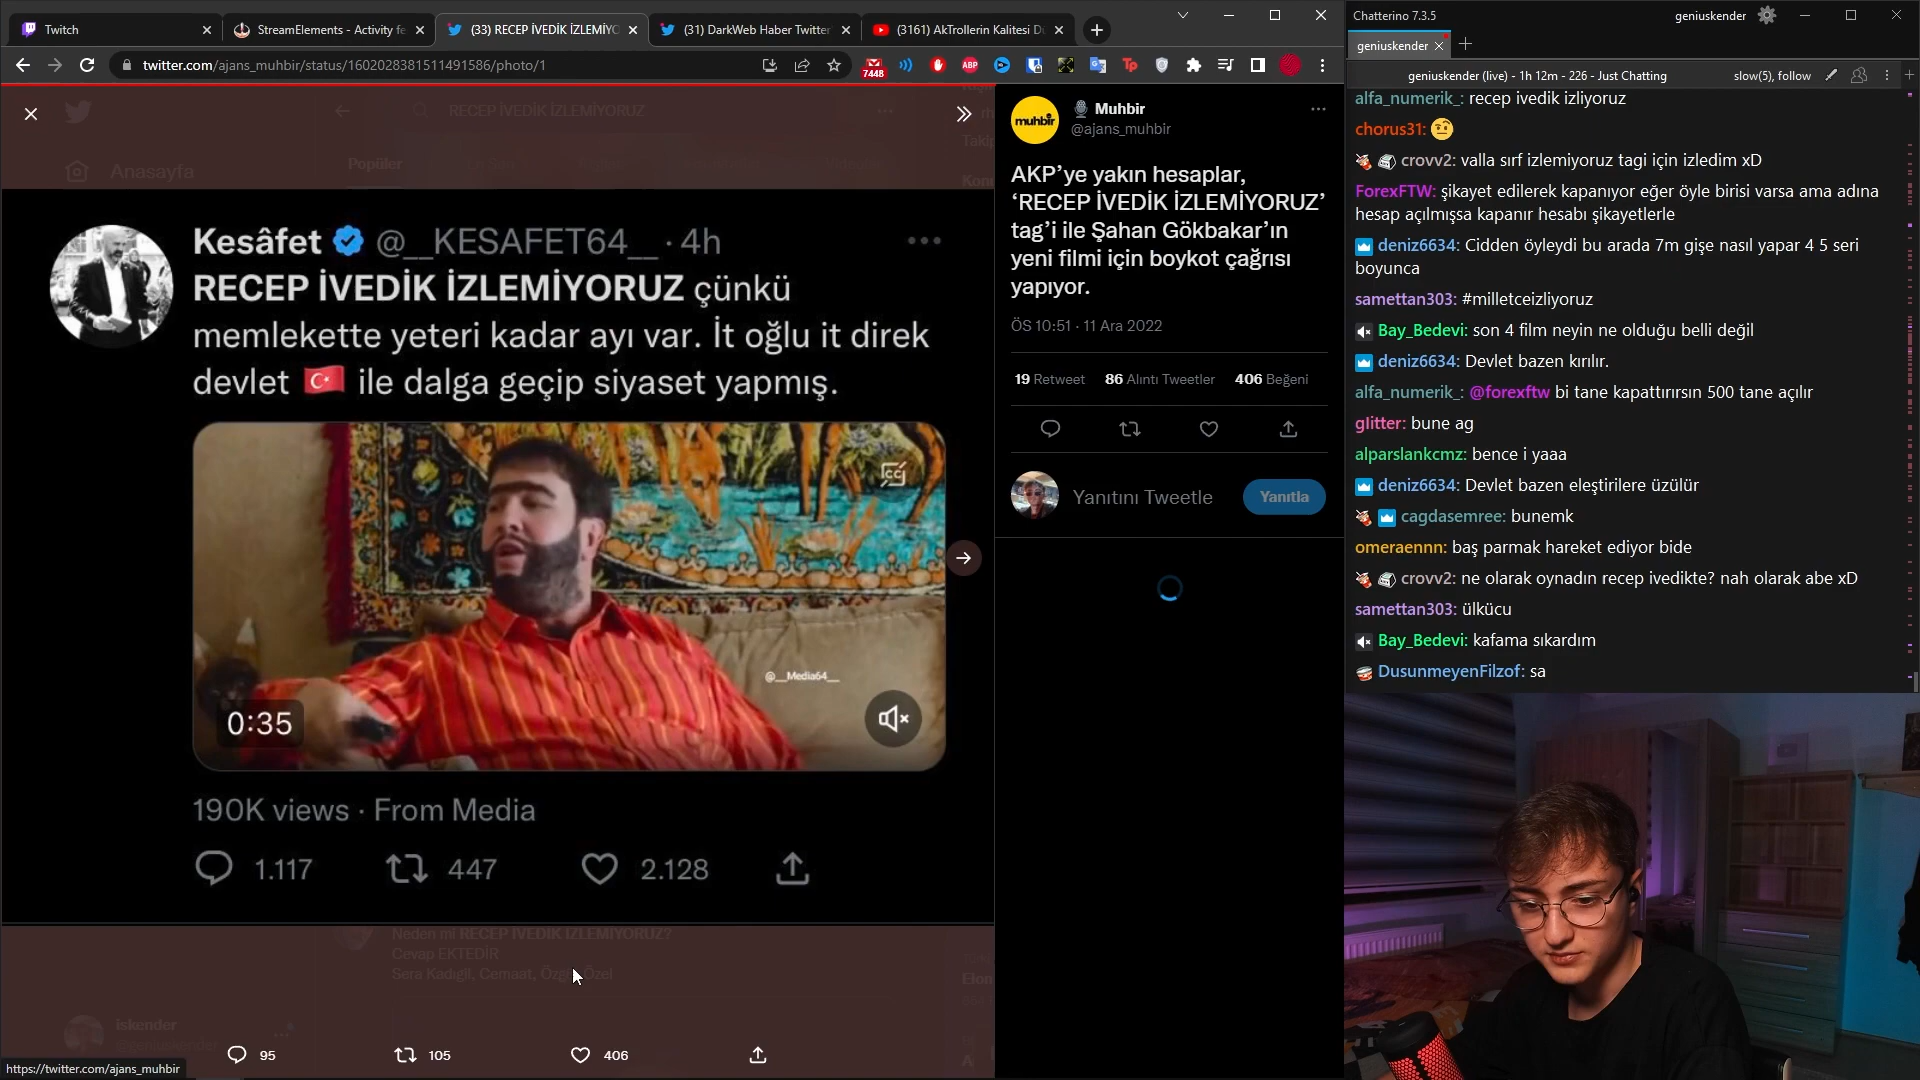 Twitch
StreamElements - Activity fe
(33) RECEP İVEDİK İZLEMİYO
(31) DarkWeb Haber Twitter
(3161) AkTrollerin Kalitesi D
twitter.com/ajans_muhbir/status/1602028381511491586/photo/1
7448
ABP
Tp
RECEP İVEDİK İZLEMİYORUZ
Anasayfa
Popüler
Kesâfet @__KESAFET64__ · 4h
RECEP İVEDİK İZLEMİYORUZ çünkü
memlekette yeteri kadar ayı var. İt oğlu it direk
devlet 🇹🇷 ile dalga geçip siyaset yapmış.
CC
@__Media64__
0:35
190K views · From Media
1.117
447
2.128
Neden mi RECEP İVEDİK İZLEMİYORUZ?
Cevap EKTEDİR
Sera Kadıgil, Cemaat, Özgür Özel
Elon
iskender
@geniuskender
95
105
406
https://twitter.com/ajans_muhbir
muhbir
🎙️ Muhbir
@ajans_muhbir
AKP’ye yakın hesaplar,
‘RECEP İVEDİK İZLEMİYORUZ’
tag’i ile Şahan Gökbakar’ın
yeni filmi için boykot çağrısı
yapıyor.
ÖS 10:51 · 11 Ara 2022
19 Retweet 86 Alıntı Tweetler 406 Beğeni
Yanıtını Tweetle
Yanıtla
Chatterino 7.3.5
geniuskender
geniuskender
geniuskender (live) - 1h 12m - 226 - Just Chatting
slow(5), follow
alfa_numerik_: recep ivedik izliyoruz
chorus31: 🤨
crovv2: valla sırf izlemiyoruz tagi için izledim xD
ForexFTW: şikayet edilerek kapanıyor eğer öyle birisi varsa ama adına
hesap açılmışsa kapanır hesabı şikayetlerle
deniz6634: Cidden öyleydi bu arada 7m gişe nasıl yapar 4 5 seri
boyunca
samettan303: #milletceizliyoruz
Bay_Bedevi: son 4 film neyin ne olduğu belli değil
deniz6634: Devlet bazen kırılır.
alfa_numerik_: @forexftw bi tane kapattırırsın 500 tane açılır
glitter: bune ag
alparslankcmz: bence i yaaa
deniz6634: Devlet bazen eleştirilere üzülür
cagdasemree: bunemk
omeraennn: baş parmak hareket ediyor bide
crovv2: ne olarak oynadın recep ivedikte? nah olarak abe xD
samettan303: ülkücu
Bay_Bedevi: kafama sıkardım
DusunmeyenFilzof: sa